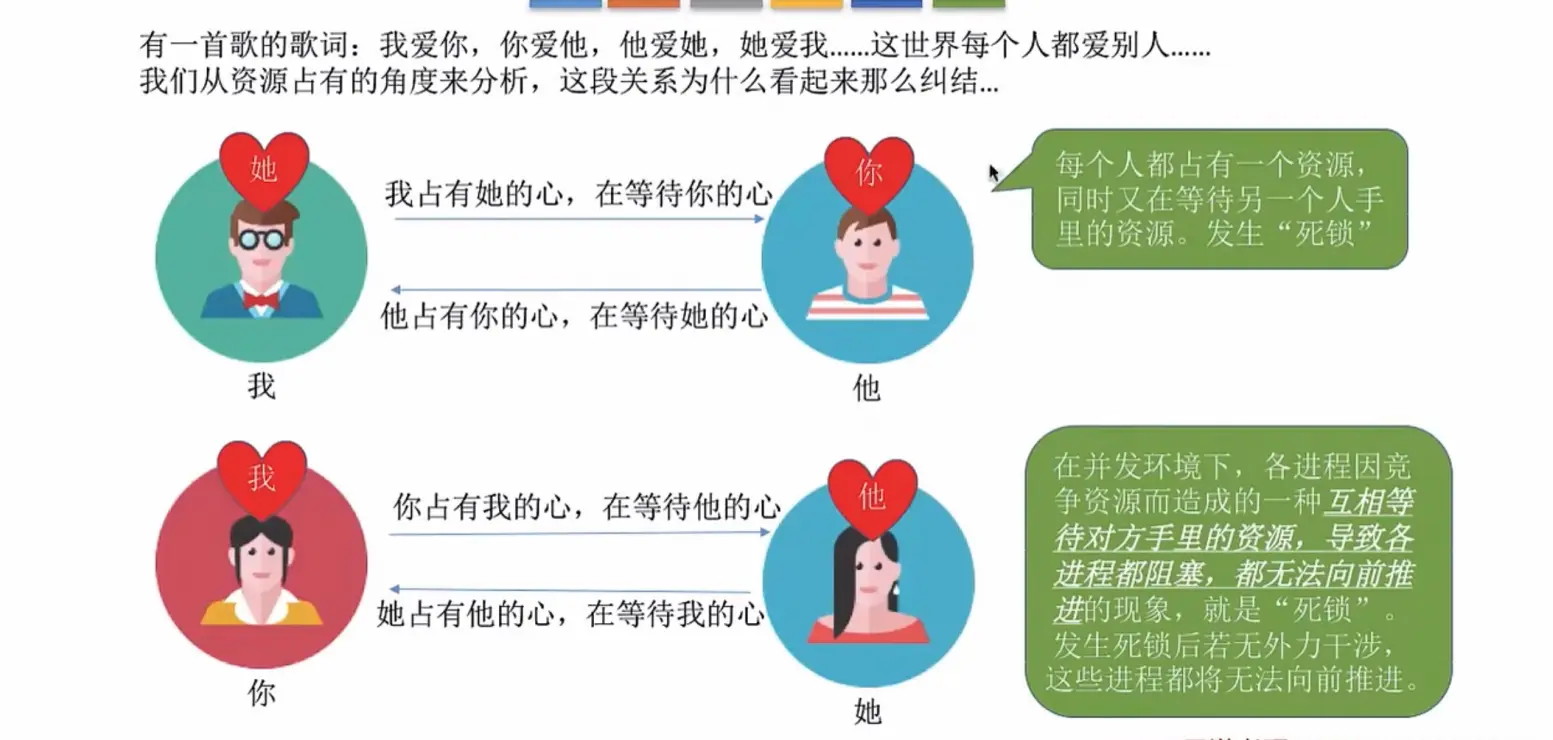 有一首歌的歌词：我爱你，你爱他，他爱她，她爱我……这世界每个人都爱别人……
我们从资源占有的角度来分析，这段关系为什么看起来那么纠结…
她
我占有她的心，在等待你的心
他占有你的心，在等待她的心
我
你
他
每个人都占有一个资源，
同时又在等待另一个人手
里的资源。发生“死锁”
我
你占有我的心，在等待他的心
她占有他的心，在等待我的心
你
他
她
在并发环境下，各进程因竞
争资源而造成的一种互相等
待对方手里的资源，导致各
进程都阻塞，都无法向前推
进的现象，就是“死锁”。
发生死锁后若无外力干涉，
这些进程都将无法向前推进。